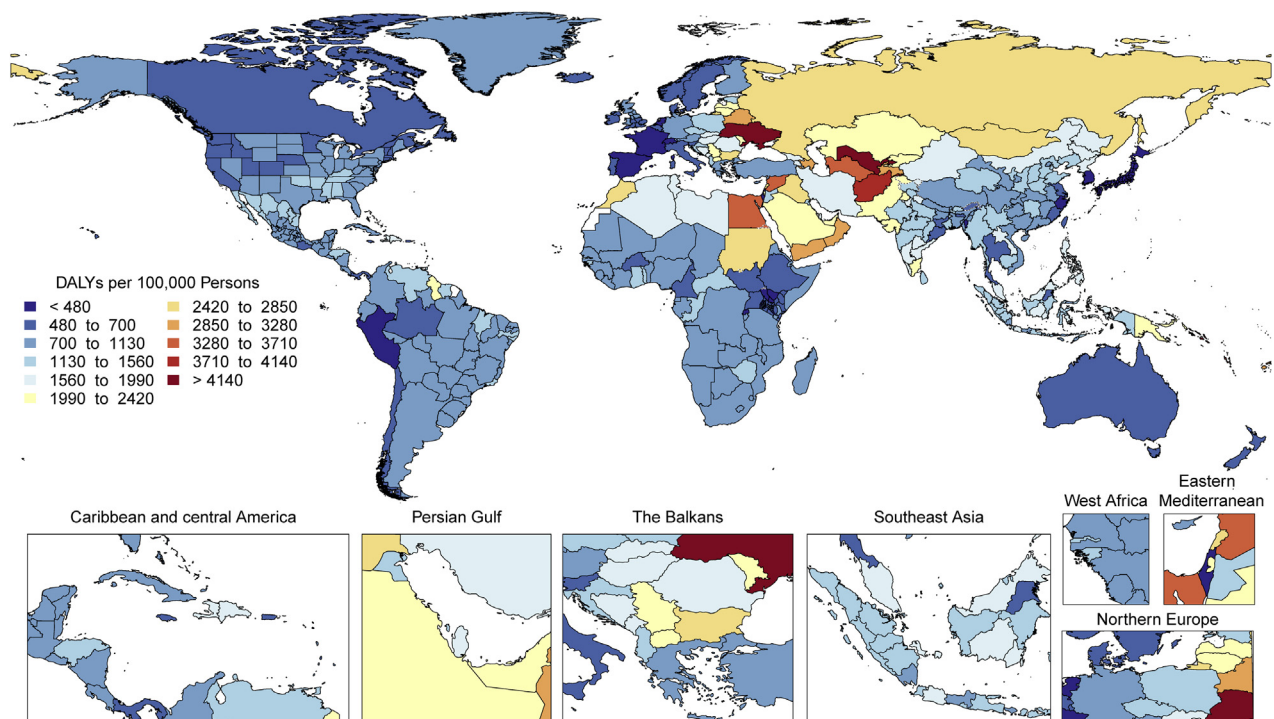 DALYs per 100,000 Persons
< 480
480 to 700
700 to 1130
1130 to 1560
1560 to 1990
1990 to 2420
2420 to 2850
2850 to 3280
3280 to 3710
3710 to 4140
> 4140
Caribbean and central America
Persian Gulf
The Balkans
Southeast Asia
West Africa
Eastern
Mediterranean
Northern Europe